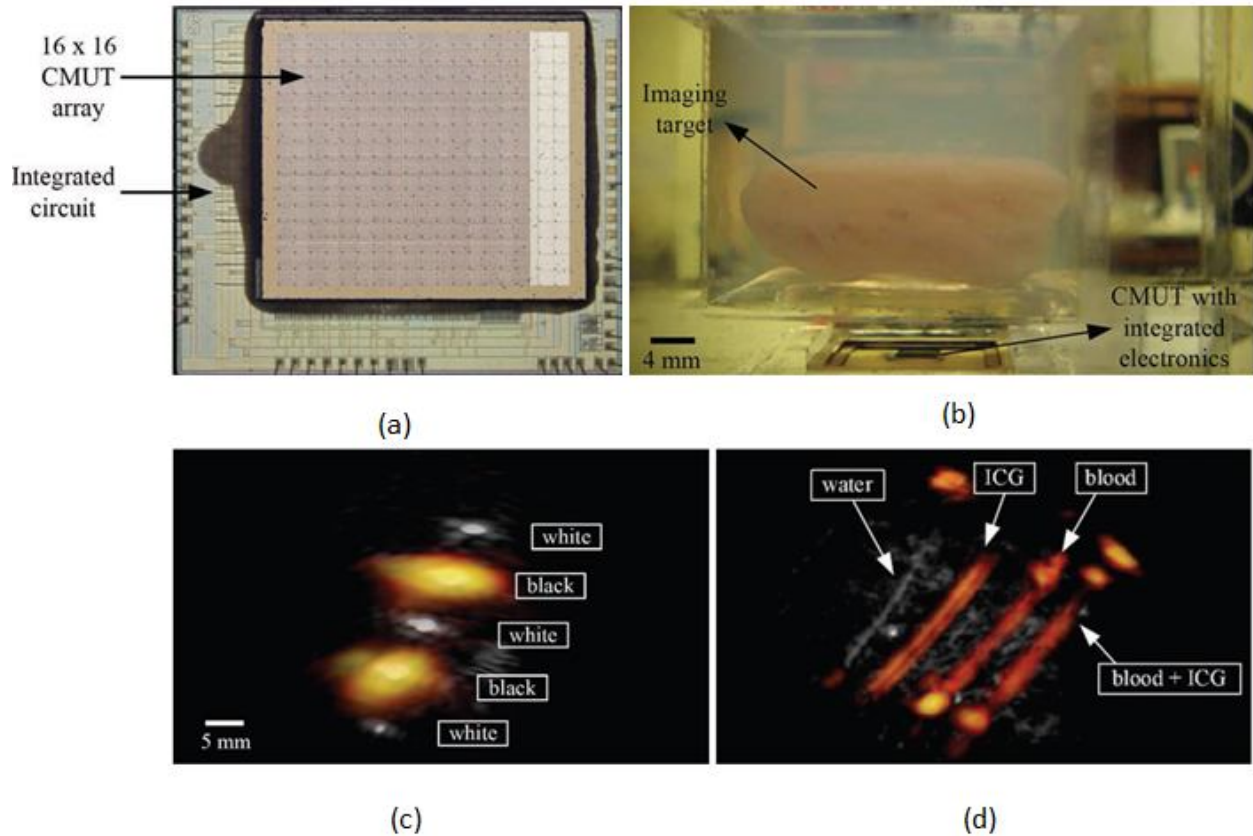 16 x 16
CMUT
array
Integrated
circuit
Imaging
target
CMUT with
integrated
electronics
4 mm
(a)
(b)
water
ICG
blood
white
black
white
black
blood + ICG
white
5 mm
(c)
(d)